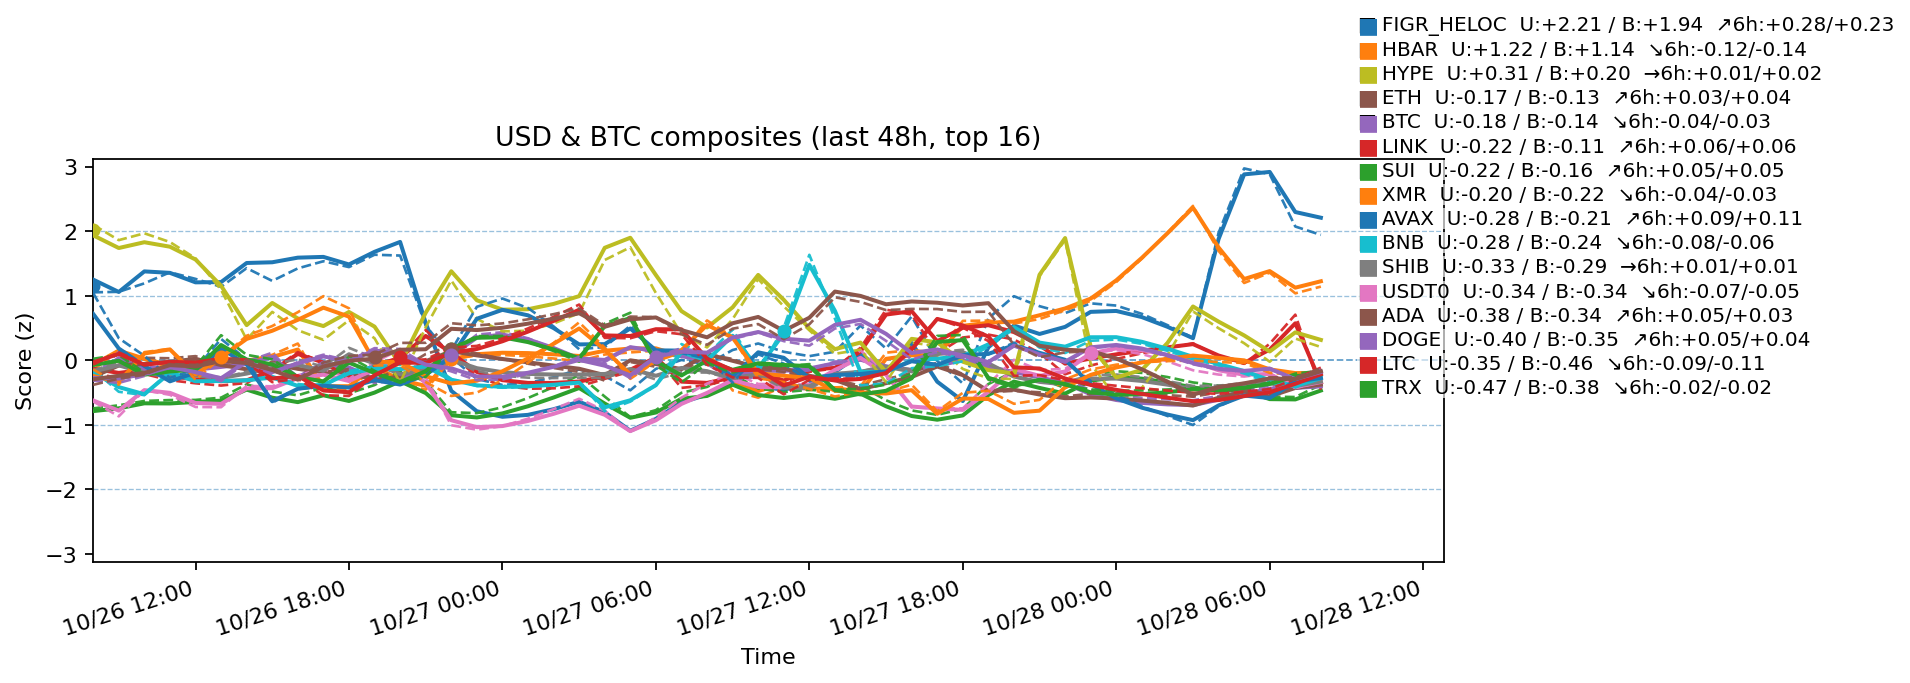 FIGR_HELOC U:+2.21 / B:+1.94 ↗6h:+0.28/+0.23
HBAR U:+1.22 / B:+1.14 ↘6h:-0.12/-0.14
HYPE U:+0.31 / B:+0.20 →6h:+0.01/+0.02
ETH U:-0.17 / B:-0.13 ↗6h:+0.03/+0.04
BTC U:-0.18 / B:-0.14 ↘6h:-0.04/-0.03
LINK U:-0.22 / B:-0.11 ↗6h:+0.06/+0.06
SUI U:-0.22 / B:-0.16 ↗6h:+0.05/+0.05
XMR U:-0.20 / B:-0.22 ↘6h:-0.04/-0.03
AVAX U:-0.28 / B:-0.21 ↗6h:+0.09/+0.11
BNB U:-0.28 / B:-0.24 ↘6h:-0.08/-0.06
SHIB U:-0.33 / B:-0.29 →6h:+0.01/+0.01
USDT0 U:-0.34 / B:-0.34 ↘6h:-0.07/-0.05
ADA U:-0.38 / B:-0.34 ↗6h:+0.05/+0.03
DOGE U:-0.40 / B:-0.35 ↗6h:+0.05/+0.04
LTC U:-0.35 / B:-0.46 ↘6h:-0.09/-0.11
TRX U:-0.47 / B:-0.38 ↘6h:-0.02/-0.02
USD & BTC composites (last 48h, top 16)
Score (z)
3
2
1
0
−1
−2
−3
10/26 12:00
10/26 18:00
10/27 00:00
10/27 06:00
10/27 12:00
10/27 18:00
10/28 00:00
10/28 06:00
10/28 12:00
Time